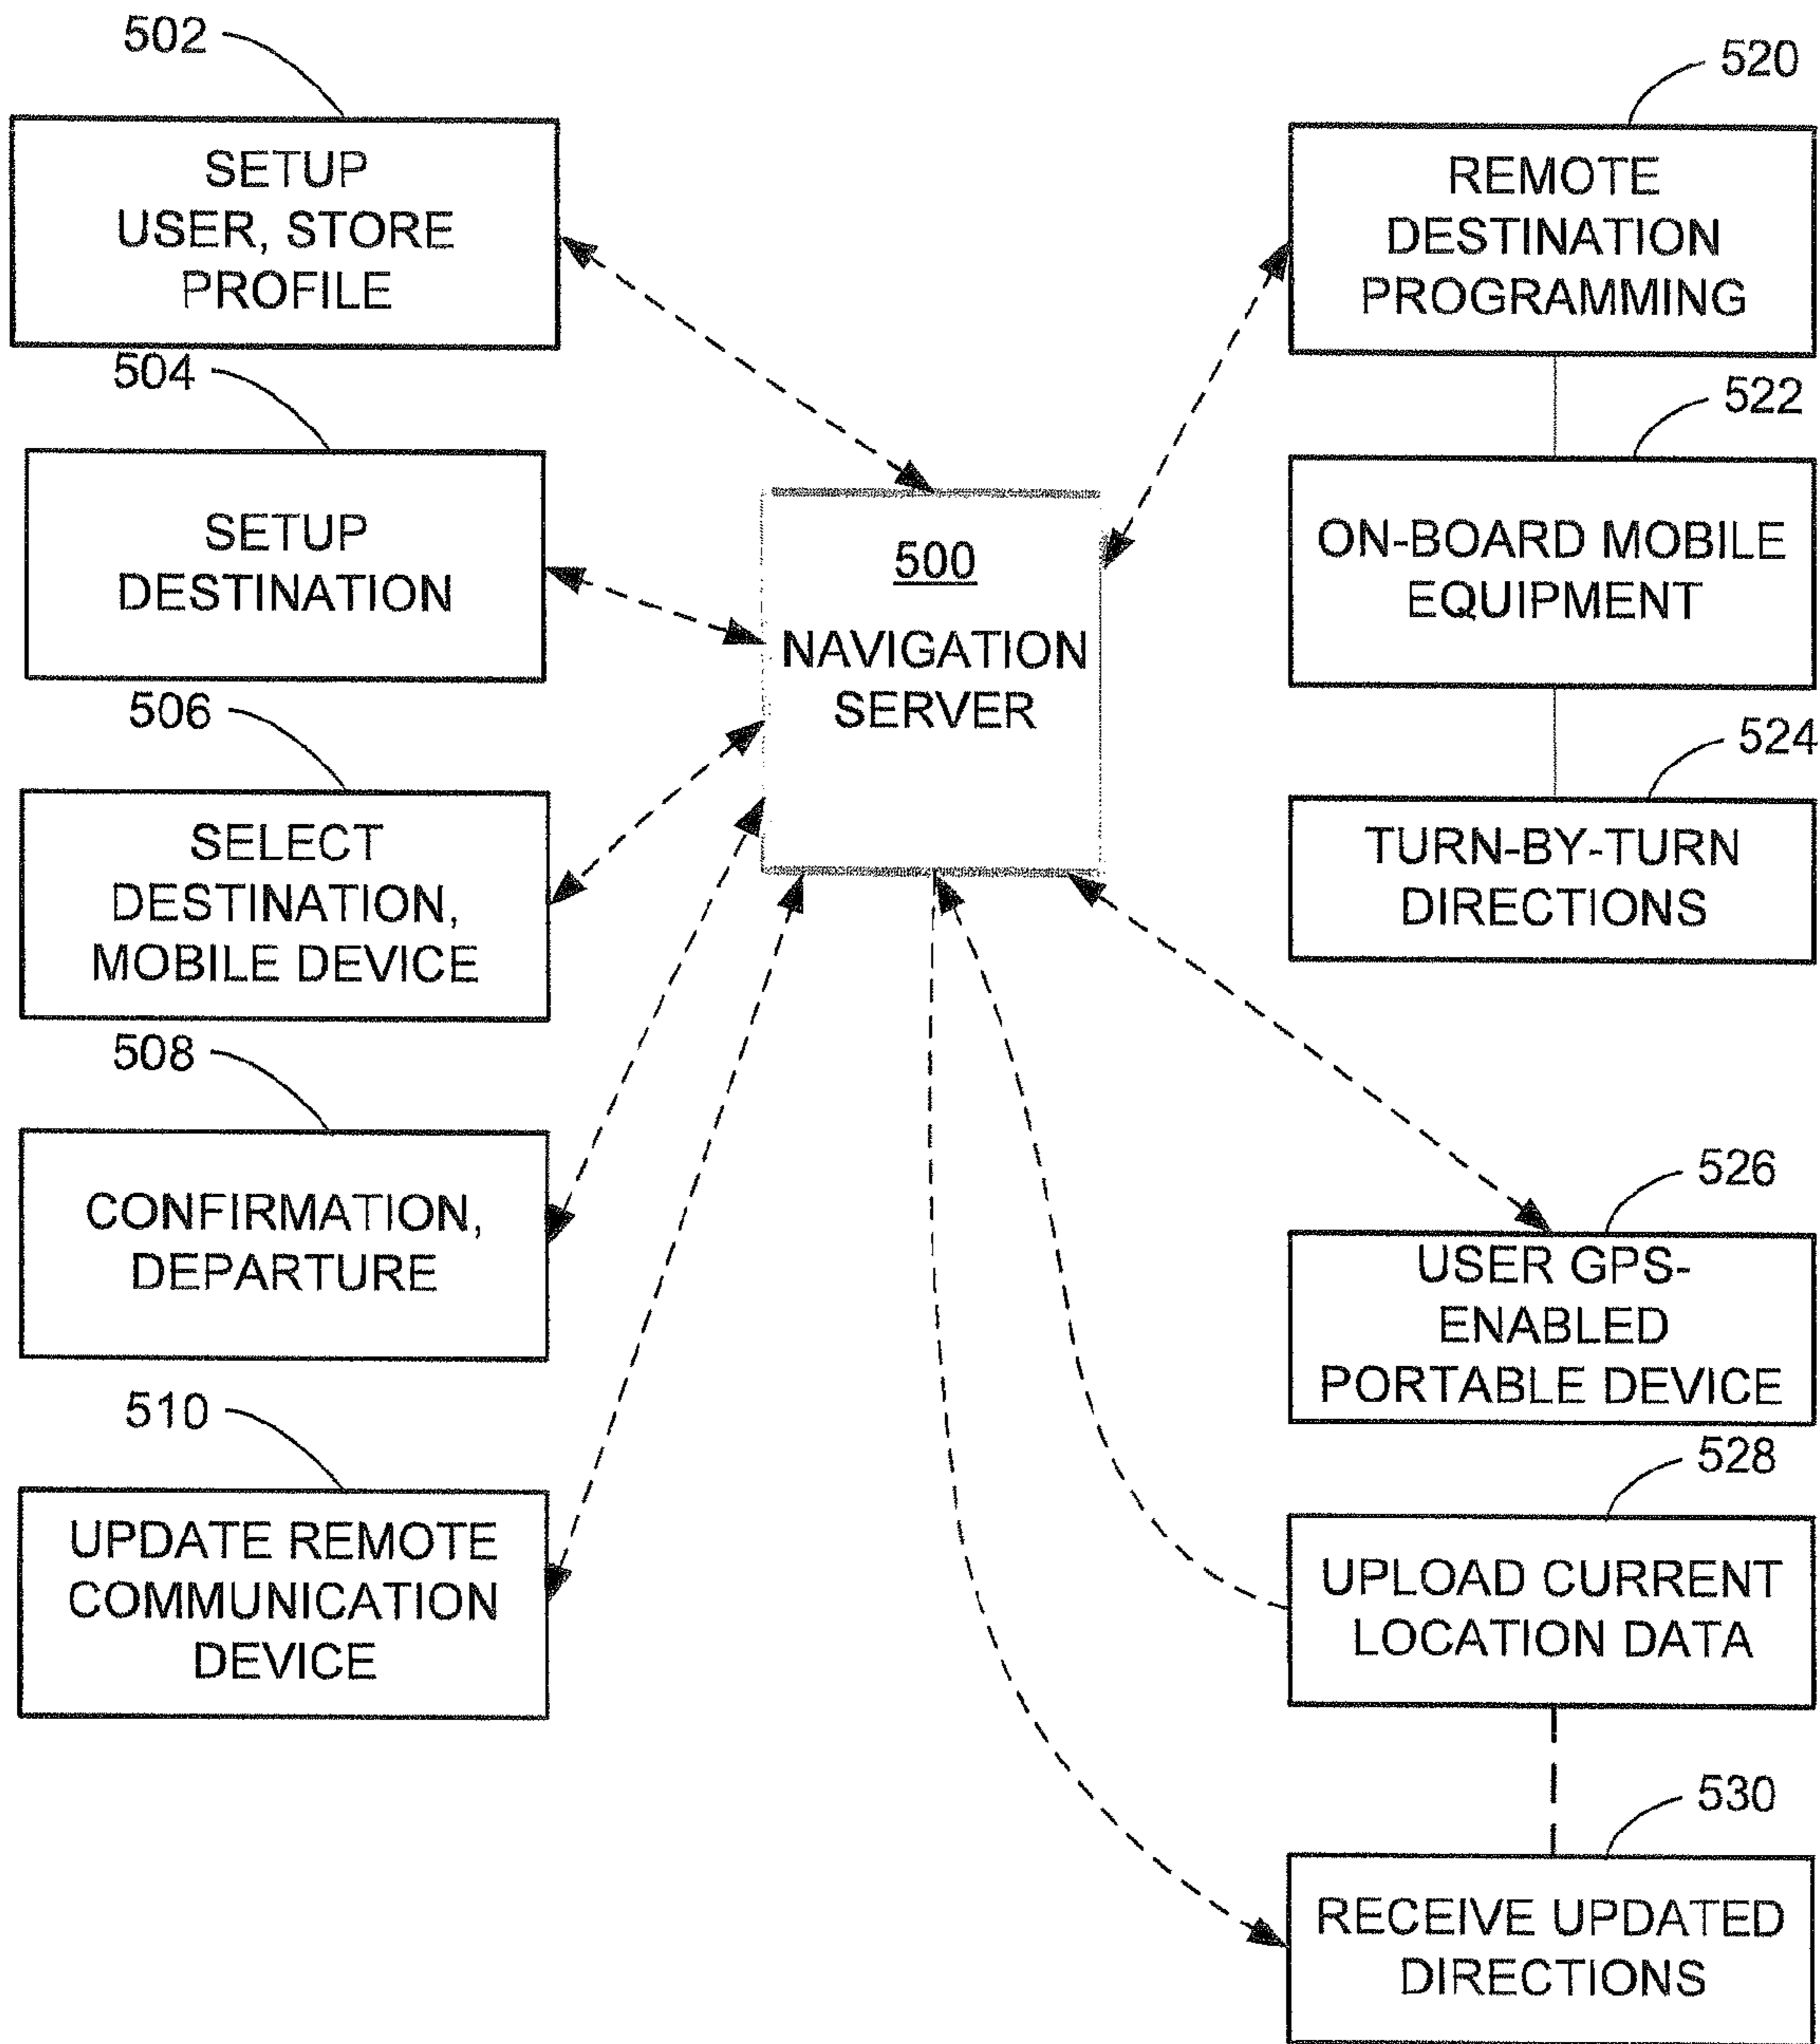 502
SETUP
USER, STORE
PROFILE
504
SETUP
DESTINATION
506
SELECT
DESTINATION,
MOBILE DEVICE
508
CONFIRMATION,
DEPARTURE
510
UPDATE REMOTE
COMMUNICATION
DEVICE
500
NAVIGATION
SERVER
520
REMOTE
DESTINATION
PROGRAMMING
522
ON-BOARD MOBILE
EQUIPMENT
524
TURN-BY-TURN
DIRECTIONS
526
USER GPS-
ENABLED
PORTABLE DEVICE
528
UPLOAD CURRENT
LOCATION DATA
530
RECEIVE UPDATED
DIRECTIONS